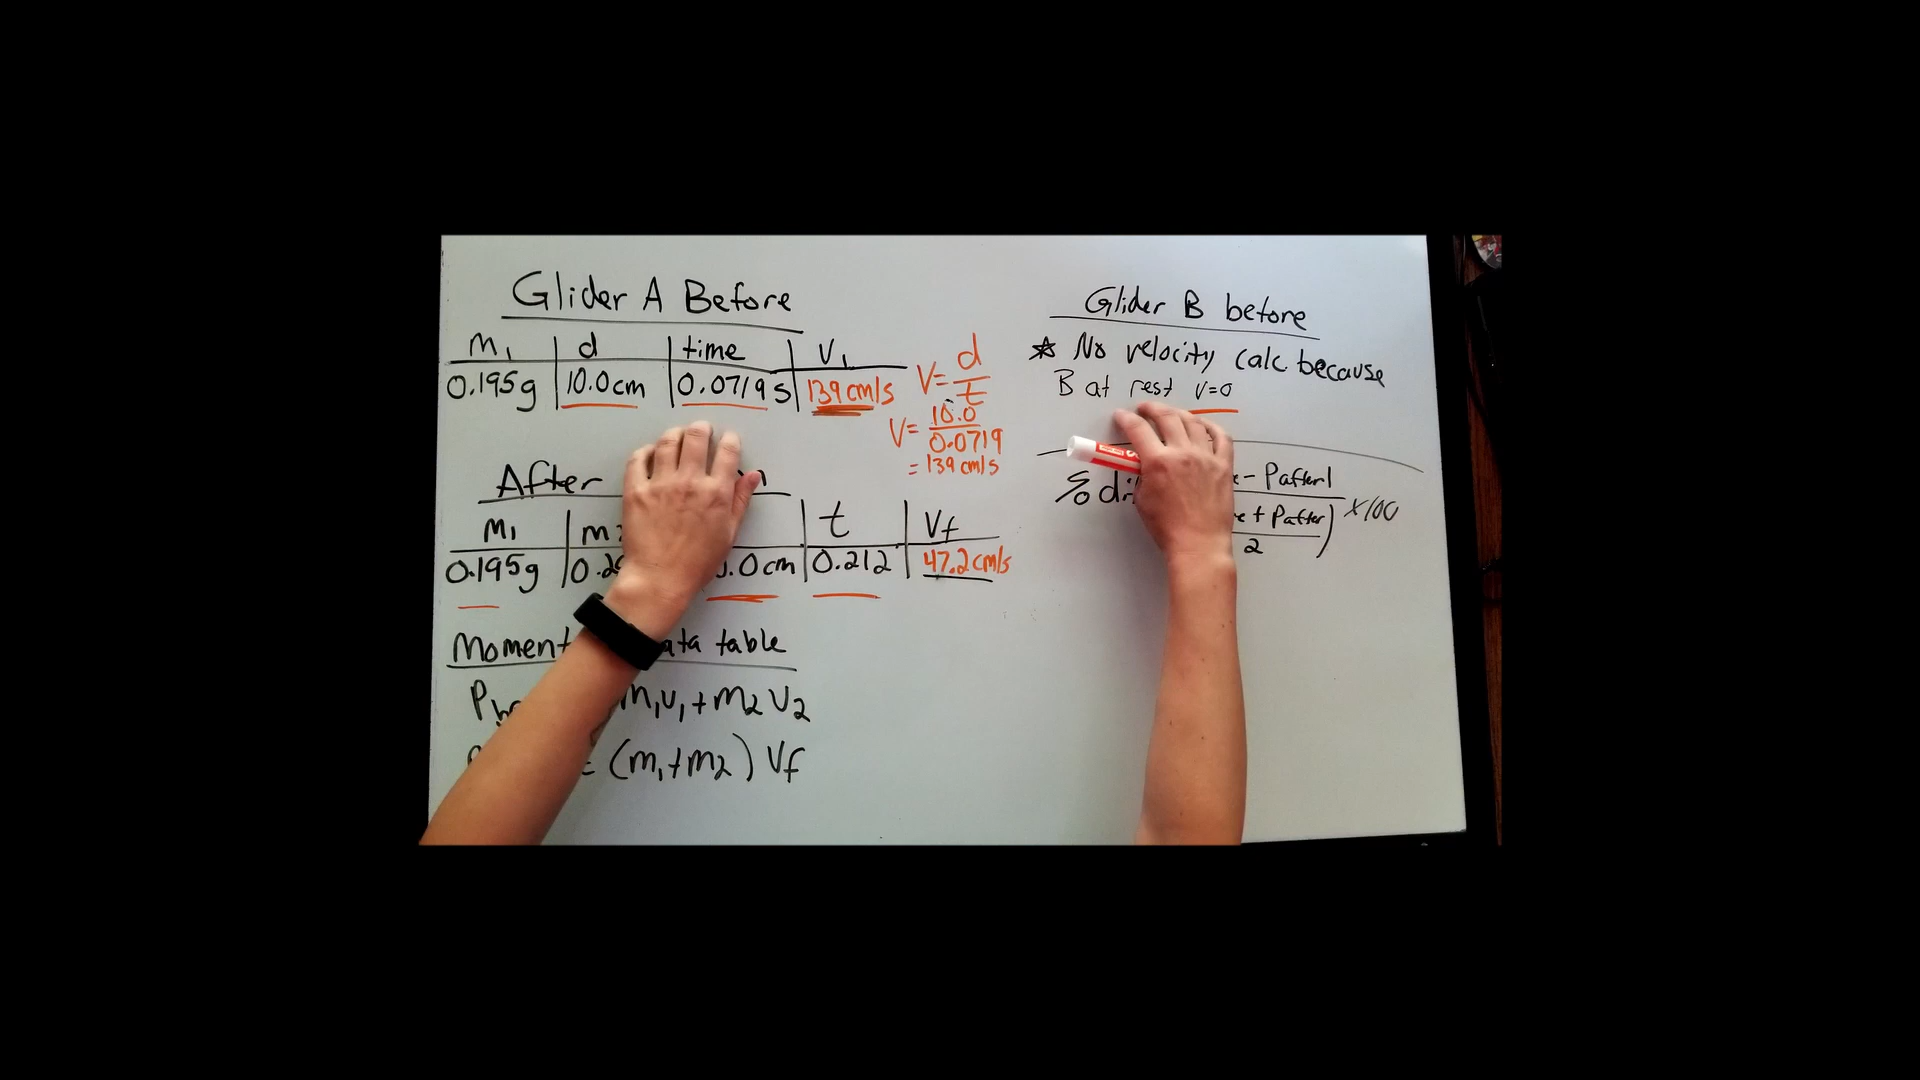 Glider A Before
m₁ d time V₁
0.195g 10.0cm 0.0719s 139cm/s
V= d/t
V= 10.0/0.0719
= 139 cm/s
After
m₁ t Vf
0.195g .0cm 0.212 47.2cm/s
data table
m₁v₁+m₂V₂
= (m₁+m₂) Vf
Glider B before
☆ No velocity calc because
B at rest v=0
% dif
- Pafter|
+ Pafter) x100
2